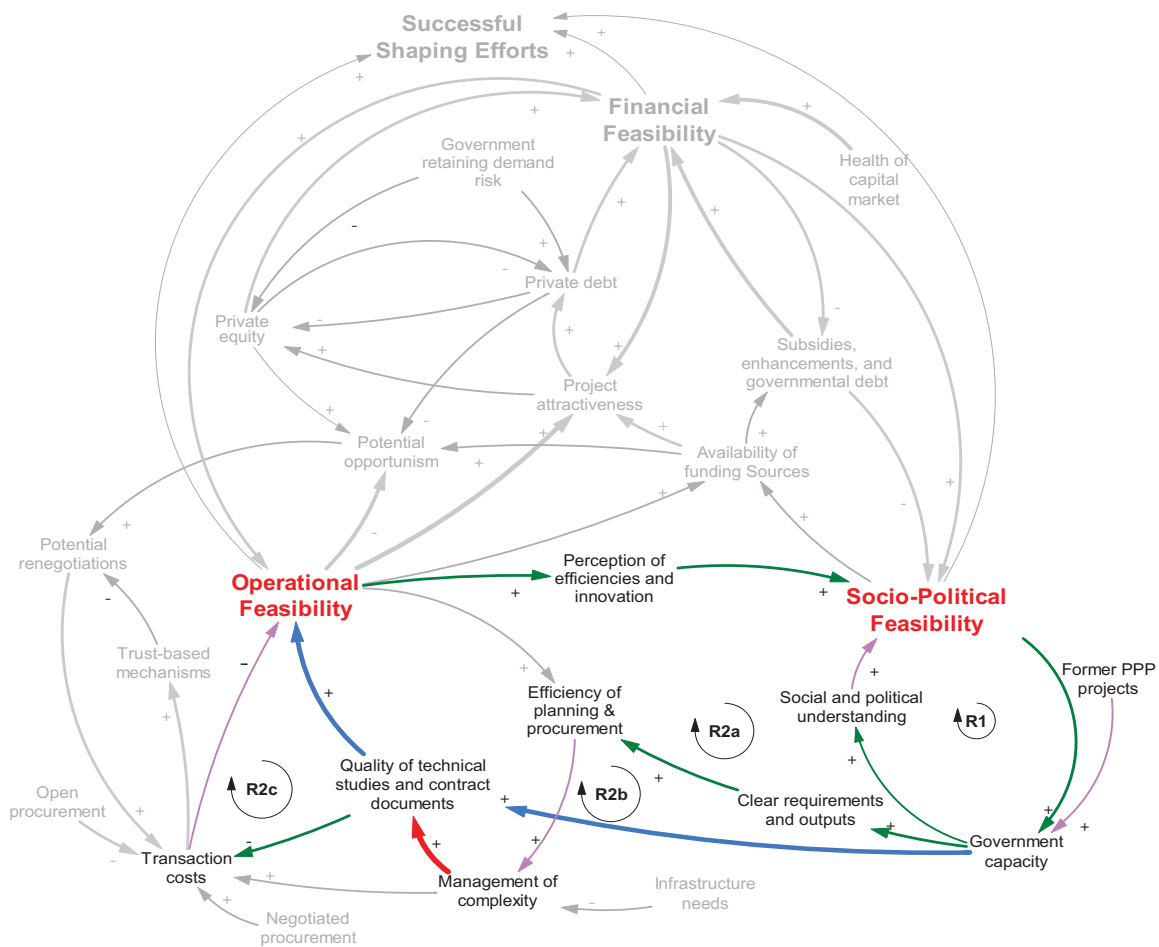 Successful
Shaping Efforts
+
+
+
+
+
+
Financial
Feasibility
+
Government
retaining demand
risk
Health of
capital
market
-
+
+
+
-
Private debt
Private
equity
-
+
+
+
-
Subsidies,
enhancements, and
governmental debt
Project
attractiveness
+
-
+
+
+
Potential
opportunism
+
Availability of
funding Sources
+
+
-
+
-
+
Potential
renegotiations
-
Operational
Feasibility
Perception of
efficiencies and
innovation
+
+
Socio-Political
Feasibility
Trust-based
mechanisms
-
+
+
+
Efficiency of
planning &
procurement
Social and political
understanding
+
Former PPP
projects
R2a
R1
Quality of technical
studies and contract
documents
R2c
R2b
+
+
+
Clear requirements
and outputs
Open
procurement
+
-
-
+
+
+
+
+
Government
capacity
Transaction
costs
+
Management of
complexity
Infrastructure
needs
-
+
Negotiated
procurement